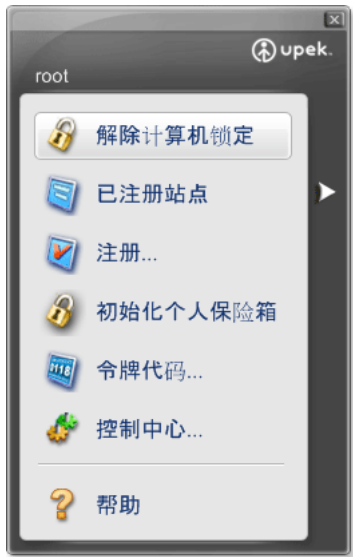 upek.
root
解除计算机锁定
已注册站点
注册...
初始化个人保险箱
令牌代码...
控制中心...
帮助